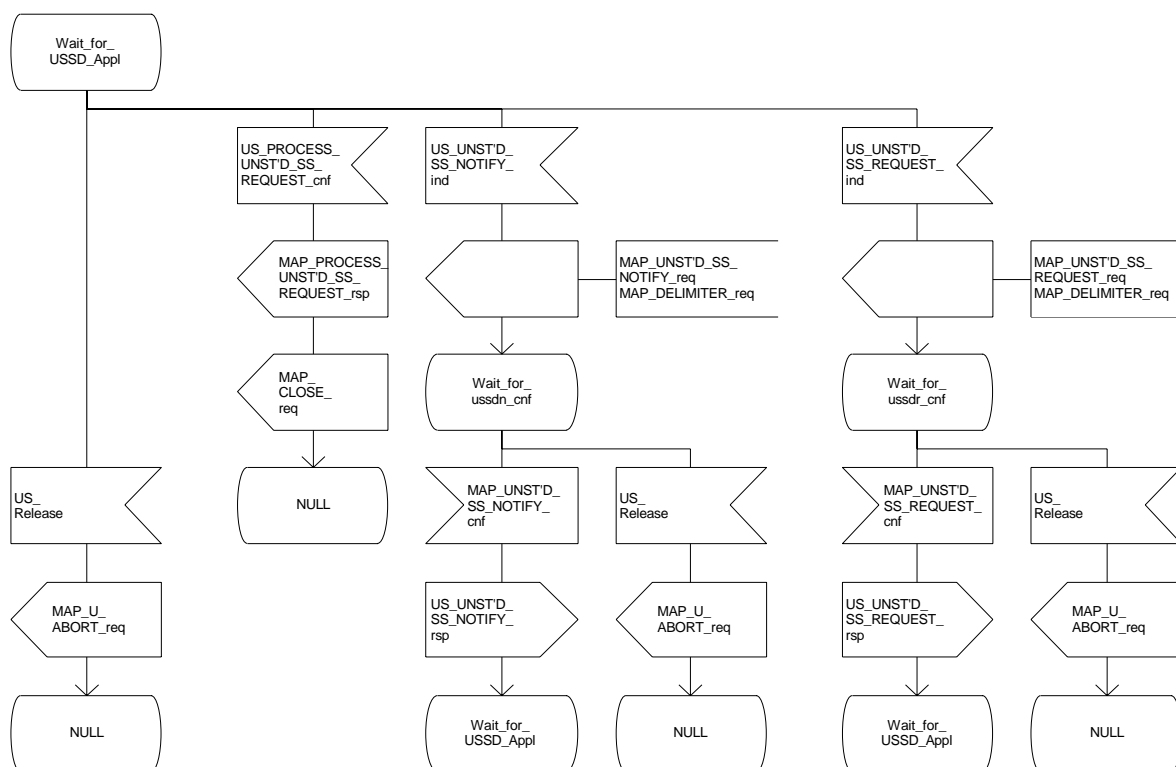 Wait_for_
USSD_Appl
US_PROCESS_
UNST'D_SS_
REQUEST_cnf
US_UNST'D_
SS_NOTIFY_
ind
US_UNST'D_
SS_REQUEST_
ind
MAP_PROCESS_
UNST'D_SS_
REQUEST_rsp
MAP_UNST'D_SS_
NOTIFY_req
MAP_DELIMITER_req
MAP_UNST'D_SS_
REQUEST_req
MAP_DELIMITER_req
MAP_
CLOSE_
req
Wait_for_
ussdn_cnf
Wait_for_
ussdr_cnf
US_
Release
NULL
MAP_UNST'D_
SS_NOTIFY_
cnf
US_
Release
MAP_UNST'D_
SS_REQUEST_
cnf
US_
Release
MAP_U_
ABORT_req
US_UNST'D_
SS_NOTIFY_
rsp
MAP_U_
ABORT_req
US_UNST'D_
SS_REQUEST_
rsp
MAP_U_
ABORT_req
NULL
Wait_for_
USSD_Appl
NULL
Wait_for_
USSD_Appl
NULL